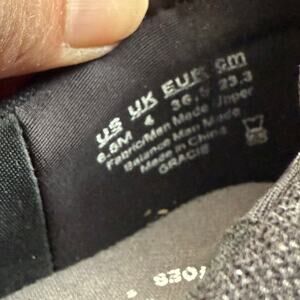 US UK EUR cm
6.5M 4 36.5 23.3
Fabric/Man Made Upper
Balance Man Made
Made in China
GRACIE
OES